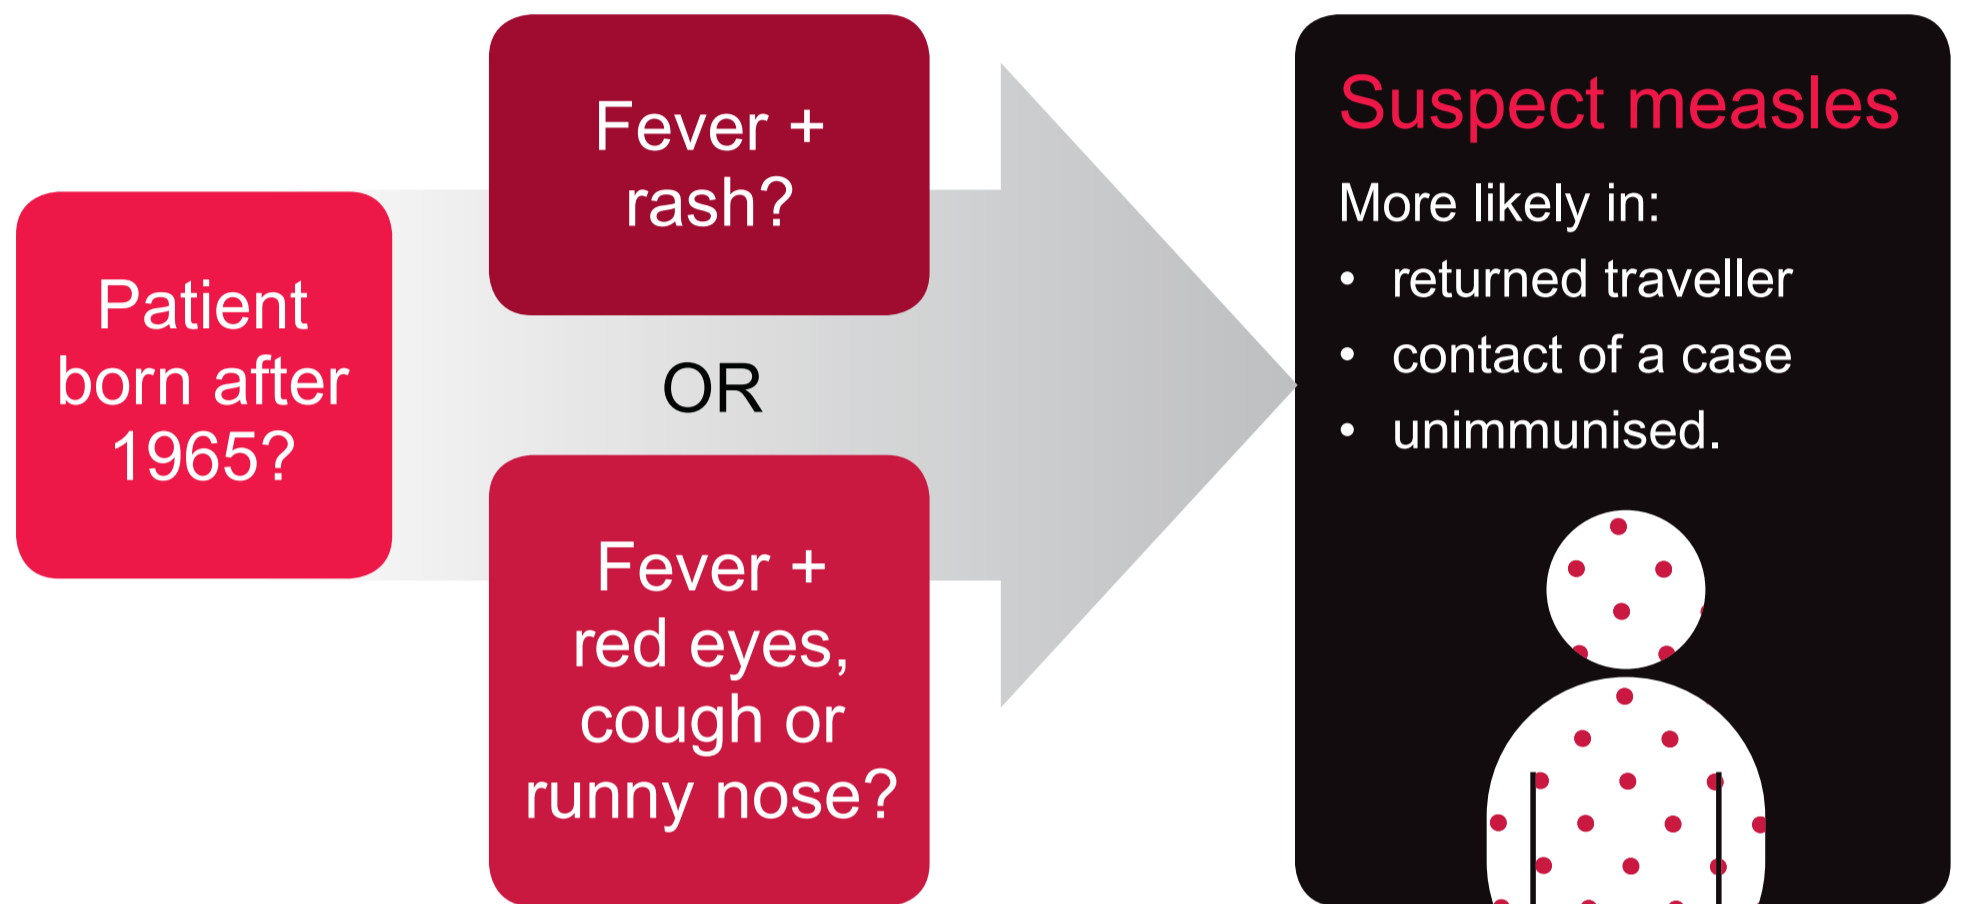 Patient
born after
1965?
Fever +
rash?
OR
Fever +
red eyes,
cough or
runny nose?
Suspect measles
More likely in:
• returned traveller
• contact of a case
• unimmunised.